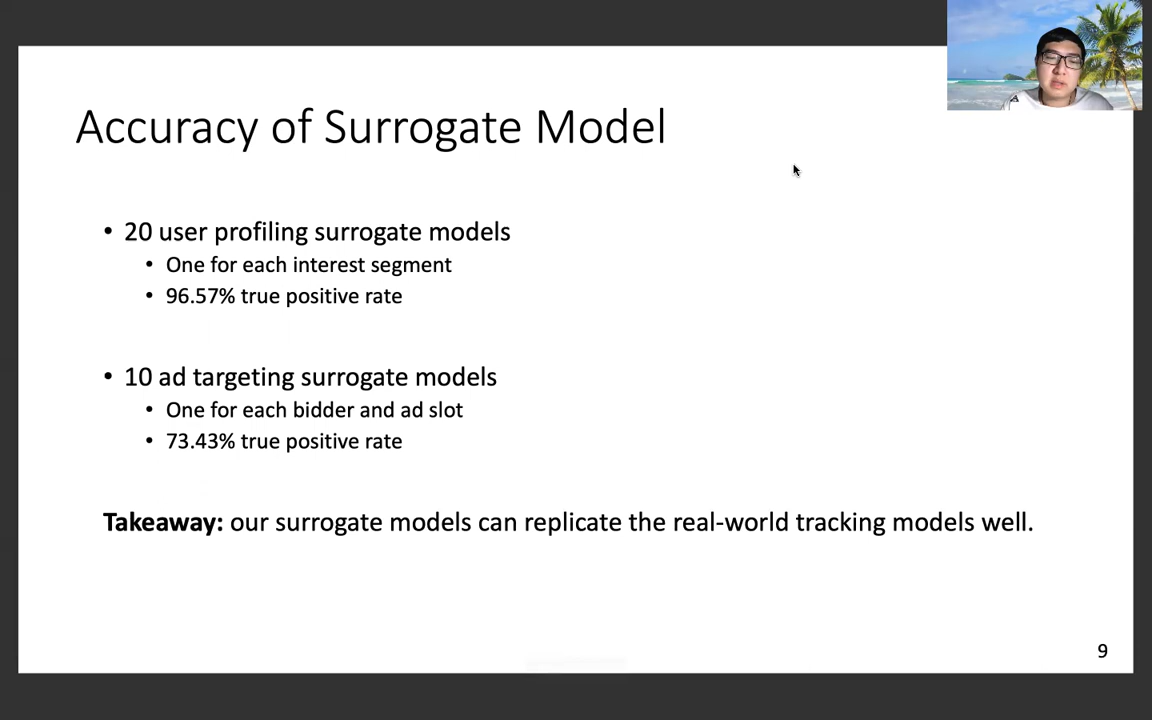 Accuracy of Surrogate Model
• 20 user profiling surrogate models
• One for each interest segment
• 96.57% true positive rate
• 10 ad targeting surrogate models
• One for each bidder and ad slot
• 73.43% true positive rate
Takeaway: our surrogate models can replicate the real-world tracking models well.
9